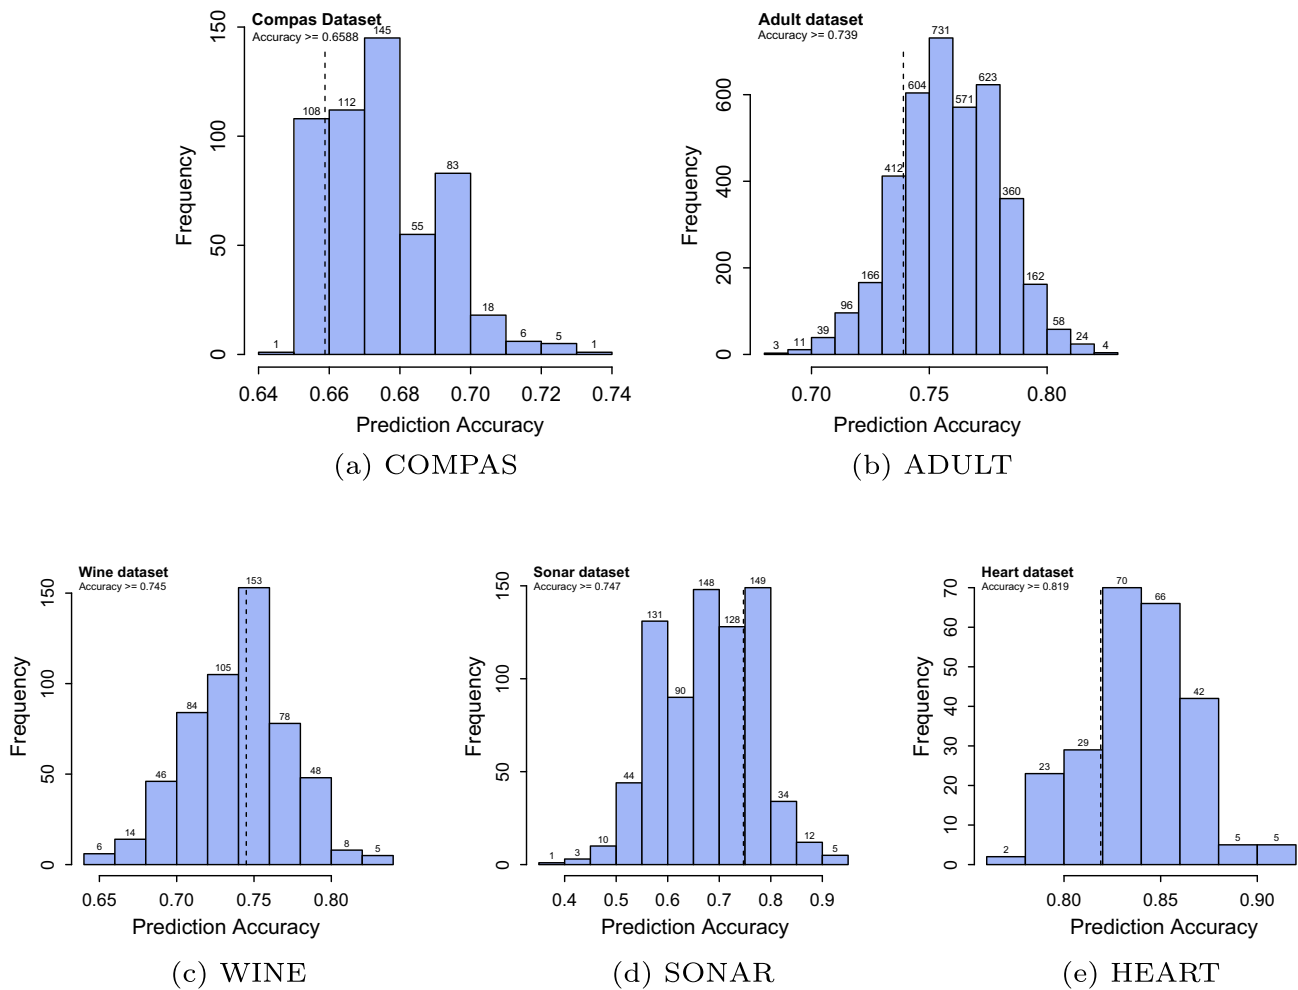 Compas Dataset
Accuracy >= 0.6588
Frequency
0 50 100 150
1 108 112 145 55 83 18 6 5 1
0.64 0.66 0.68 0.70 0.72 0.74
Prediction Accuracy
(a) COMPAS
Adult dataset
Accuracy >= 0.739
Frequency
0 200 400 600
3 11 39 96 166 412 604 731 571 623 360 162 58 24 4
0.70 0.75 0.80
Prediction Accuracy
(b) ADULT
Wine dataset
Accuracy >= 0.745
Frequency
0 50 100 150
6 14 46 84 105 153 78 48 8 5
0.65 0.70 0.75 0.80
Prediction Accuracy
(c) WINE
Sonar dataset
Accuracy >= 0.747
Frequency
0 50 100 150
1 3 10 44 131 90 148 128 149 34 12 5
0.4 0.5 0.6 0.7 0.8 0.9
Prediction Accuracy
(d) SONAR
Heart dataset
Accuracy >= 0.819
Frequency
0 10 20 30 40 50 60 70
2 23 29 70 66 42 5 5
0.80 0.85 0.90
Prediction Accuracy
(e) HEART